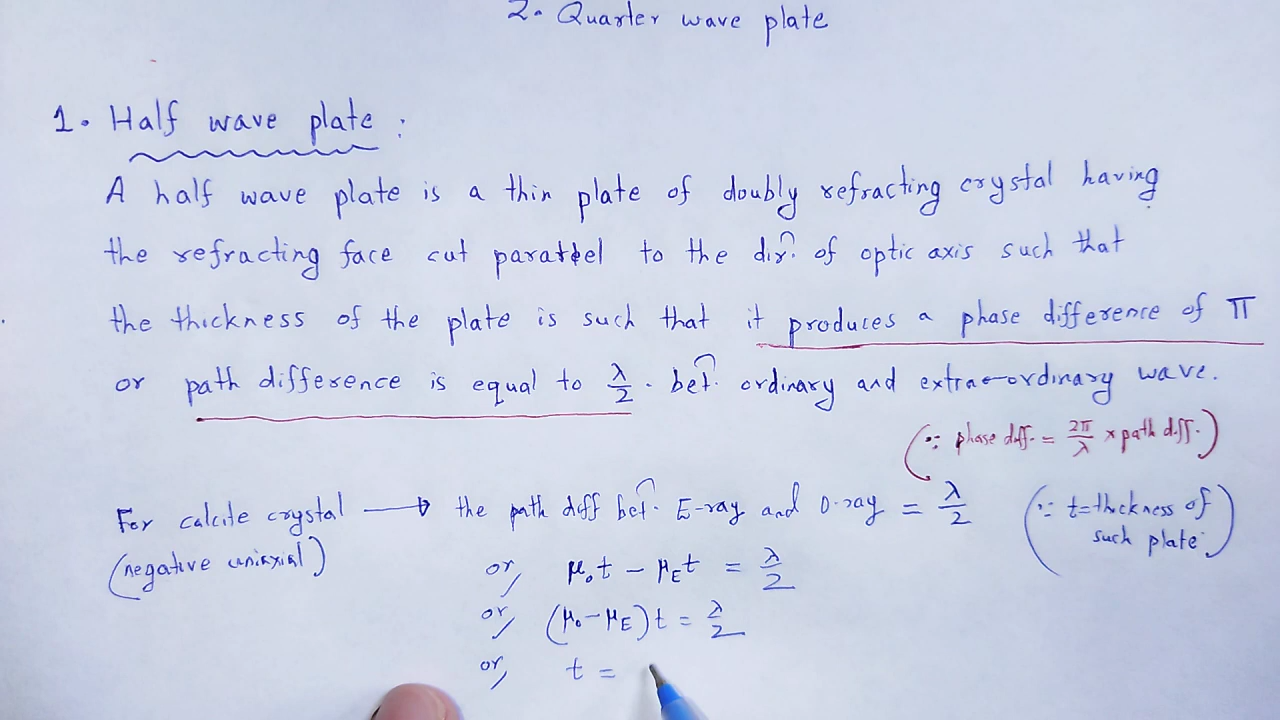 2. Quarter wave plate
1. Half wave plate :
A half wave plate is a thin plate of doubly refracting crystal having
the refracting face cut parallel to the dirⁿ. of optic axis such that
the thickness of the plate is such that it produces a phase difference of π
or path difference is equal to λ/2 . betⁿ. ordinary and extra-ordinary wave.
(∵ phase diff. = 2π/λ × path diff.)
For calcite crystal → the path diff betⁿ. E-ray and O-ray = λ/2 (∵ t = thickness of
such plate.)
(negative uniaxial)
or, μₒt − μ_E t = λ/2
or, (μₒ − μ_E) t = λ/2
or, t =